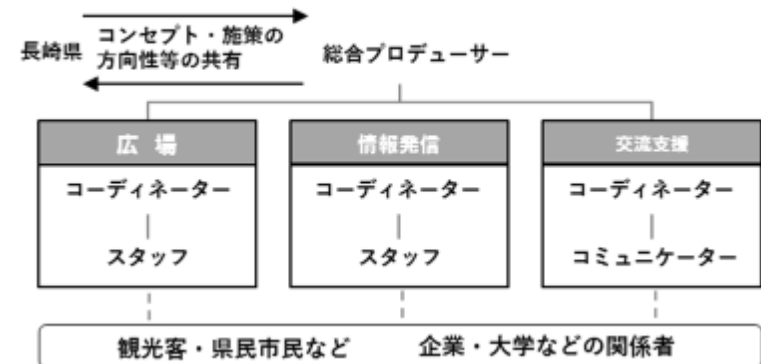 コンセプト・施策の
長崎県 方向性等の共有 総合プロデューサー
広 場 情報発信 交流支援
コーディネーター コーディネーター コーディネーター
スタッフ スタッフ コミュニケーター
観光客・県民市民など 企業・大学などの関係者